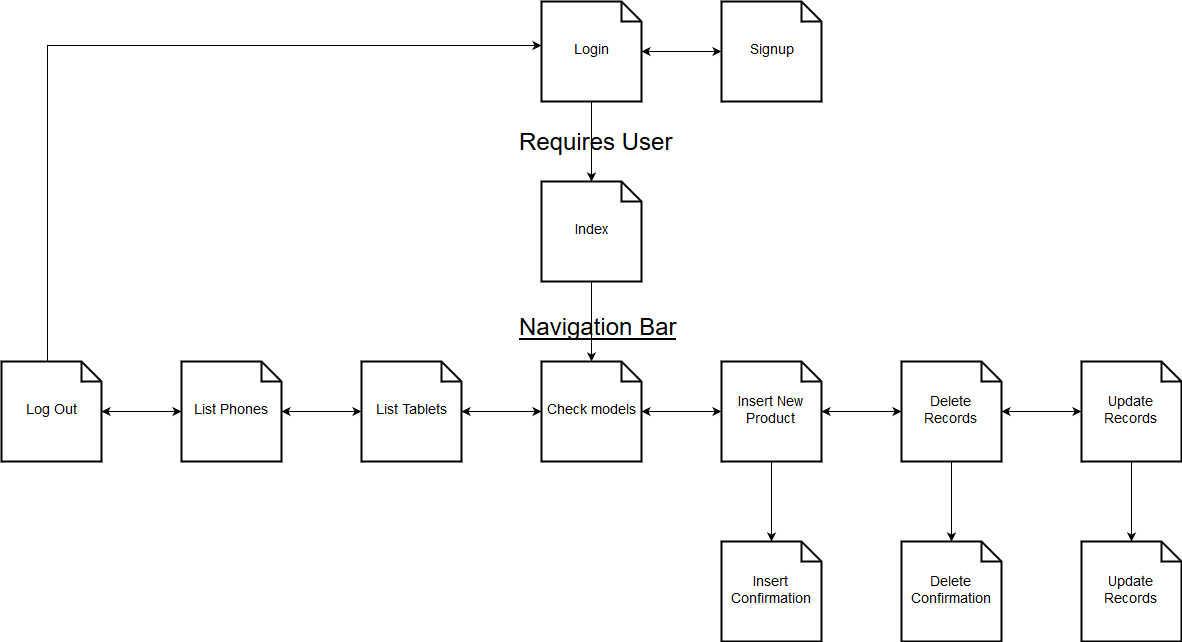 Login
Signup
Requires User
Index
Navigation Bar
Log Out
List Phones
List Tablets
Check models
Insert New
Product
Delete
Records
Update
Records
Insert
Confirmation
Delete
Confirmation
Update
Records